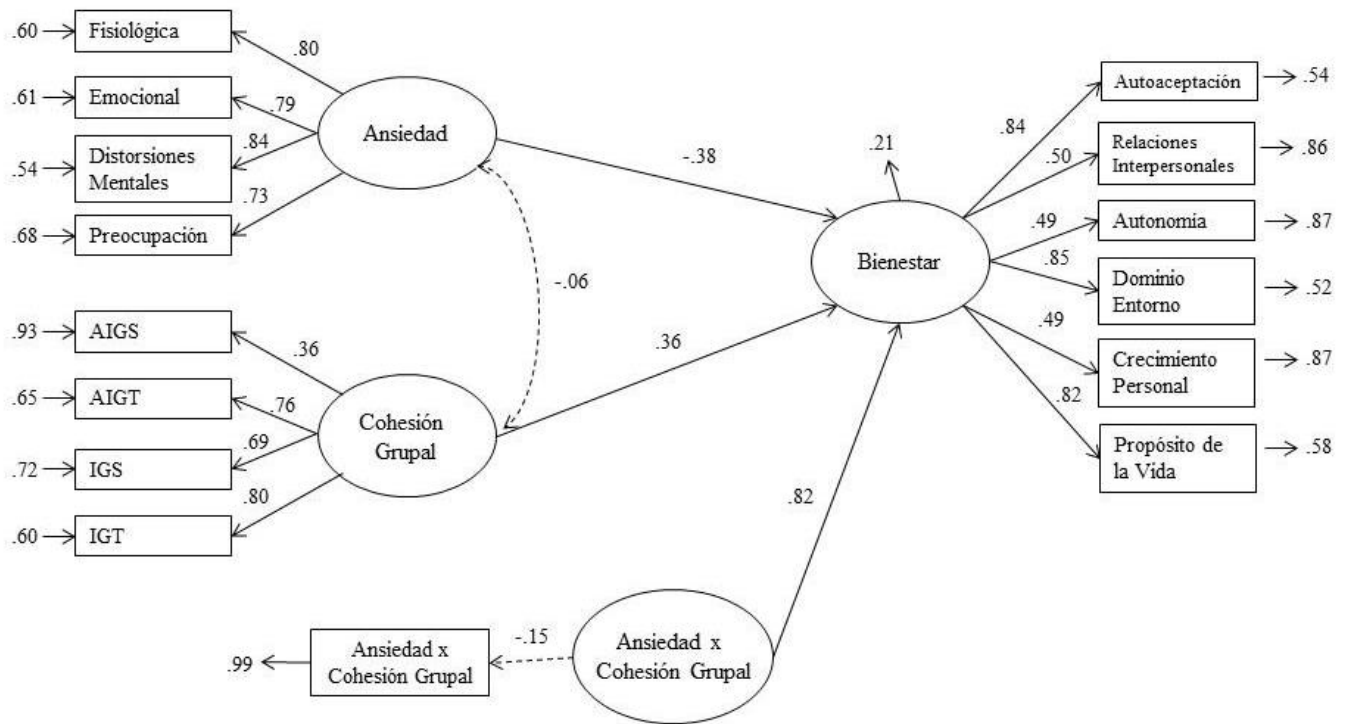 .60
Fisiológica
.80
.61
Emocional
.79
.54
Distorsiones
Mentales
.84
.68
Preocupación
.73
Ansiedad
-.38
-.06
.93
AIGS
.36
.65
AIGT
.76
.72
IGS
.69
.60
IGT
.80
Cohesión
Grupal
.36
.21
Bienestar
.84
Autoaceptación
.54
.50
Relaciones
Interpersonales
.86
.49
Autonomía
.87
.85
Dominio
Entorno
.52
.49
Crecimiento
Personal
.87
.82
Propósito de
la Vida
.58
.82
.99
Ansiedad x
Cohesión Grupal
-.15
Ansiedad x
Cohesión Grupal